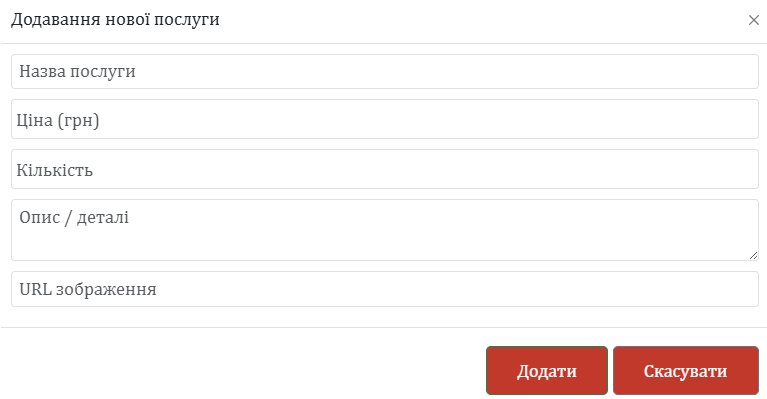 Додавання нової послуги
Назва послуги
Ціна (грн)
Кількість
Опис / деталі
URL зображення
Додати Скасувати